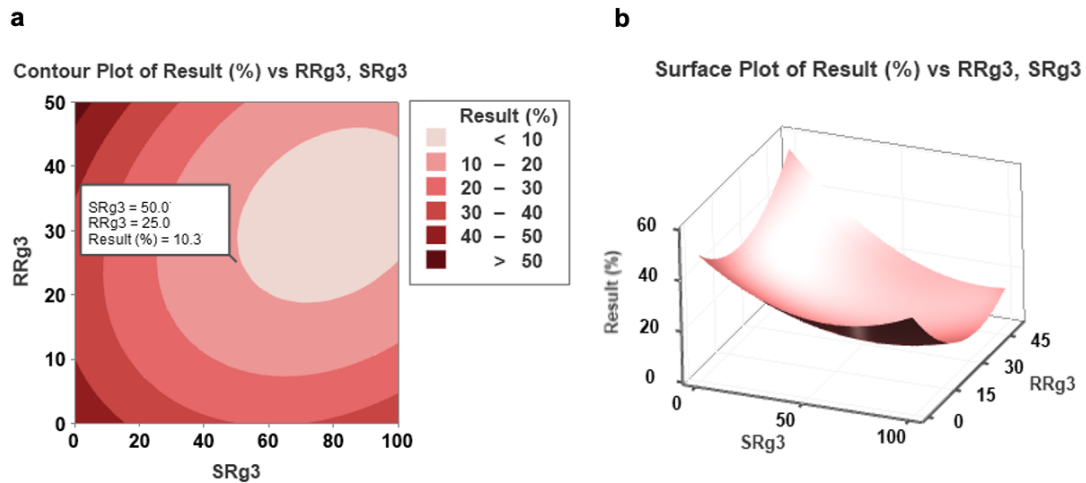 a
Contour Plot of Result (%) vs RRg3, SRg3
50
40
30
20
10
0
RRg3
0 20 40 60 80 100
SRg3
SRg3 = 50.0
RRg3 = 25.0
Result (%) = 10.3
Result (%)
< 10
10 – 20
20 – 30
30 – 40
40 – 50
> 50
b
Surface Plot of Result (%) vs RRg3, SRg3
60
40
20
0
Result (%)
0
50
100
SRg3
45
30
15
0
RRg3